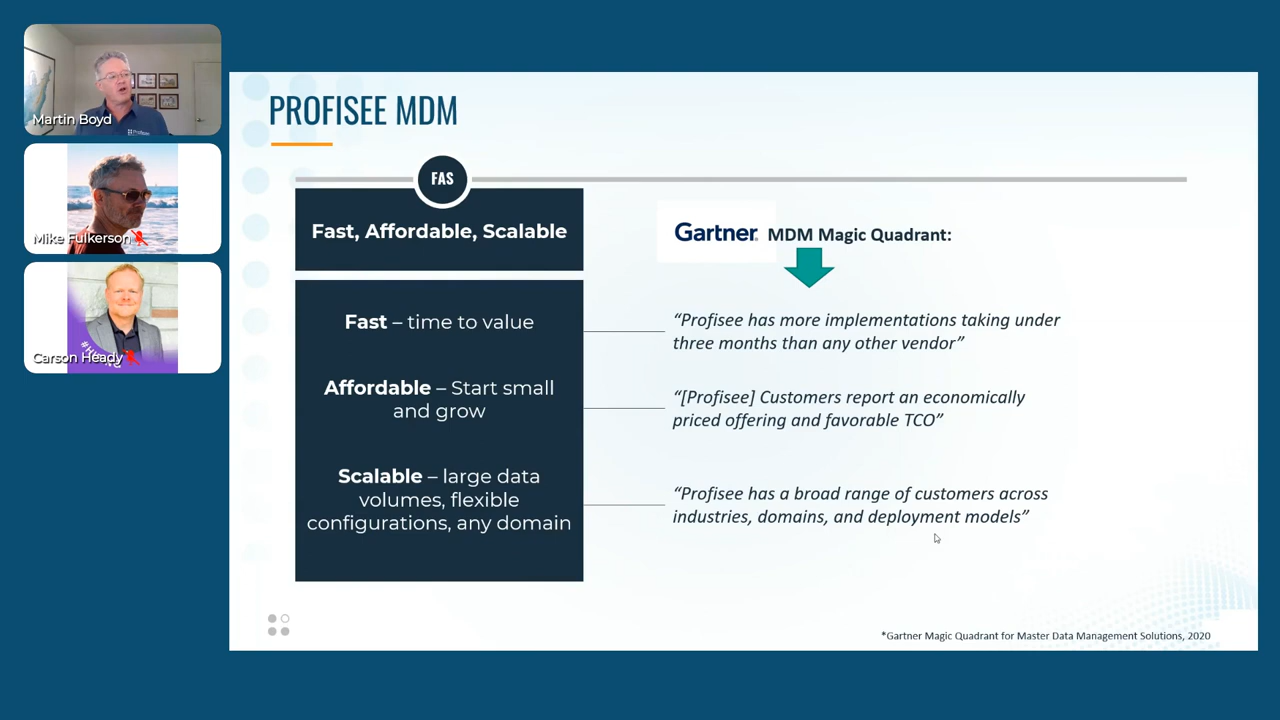 Martin Boyd
Mike Fulkerson
Carson Heady
PROFISEE MDM
FAS
Fast, Affordable, Scalable
Fast – time to value
Affordable – Start small
and grow
Scalable – large data
volumes, flexible
configurations, any domain
Gartner. MDM Magic Quadrant:
“Profisee has more implementations taking under
three months than any other vendor”
“[Profisee] Customers report an economically
priced offering and favorable TCO”
“Profisee has a broad range of customers across
industries, domains, and deployment models”
*Gartner Magic Quadrant for Master Data Management Solutions, 2020